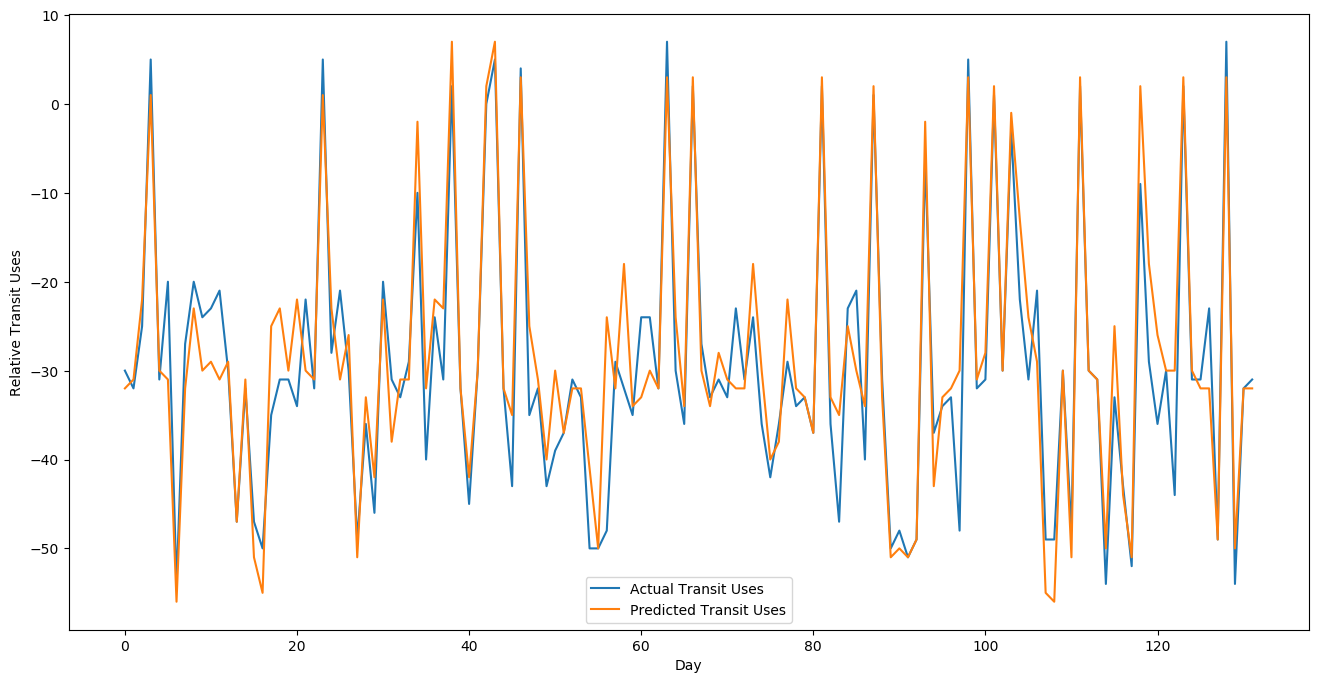 10
0
−10
−20
−30
−40
−50
Relative Transit Uses
Actual Transit Uses
Predicted Transit Uses
0 20 40 60 80 100 120
Day